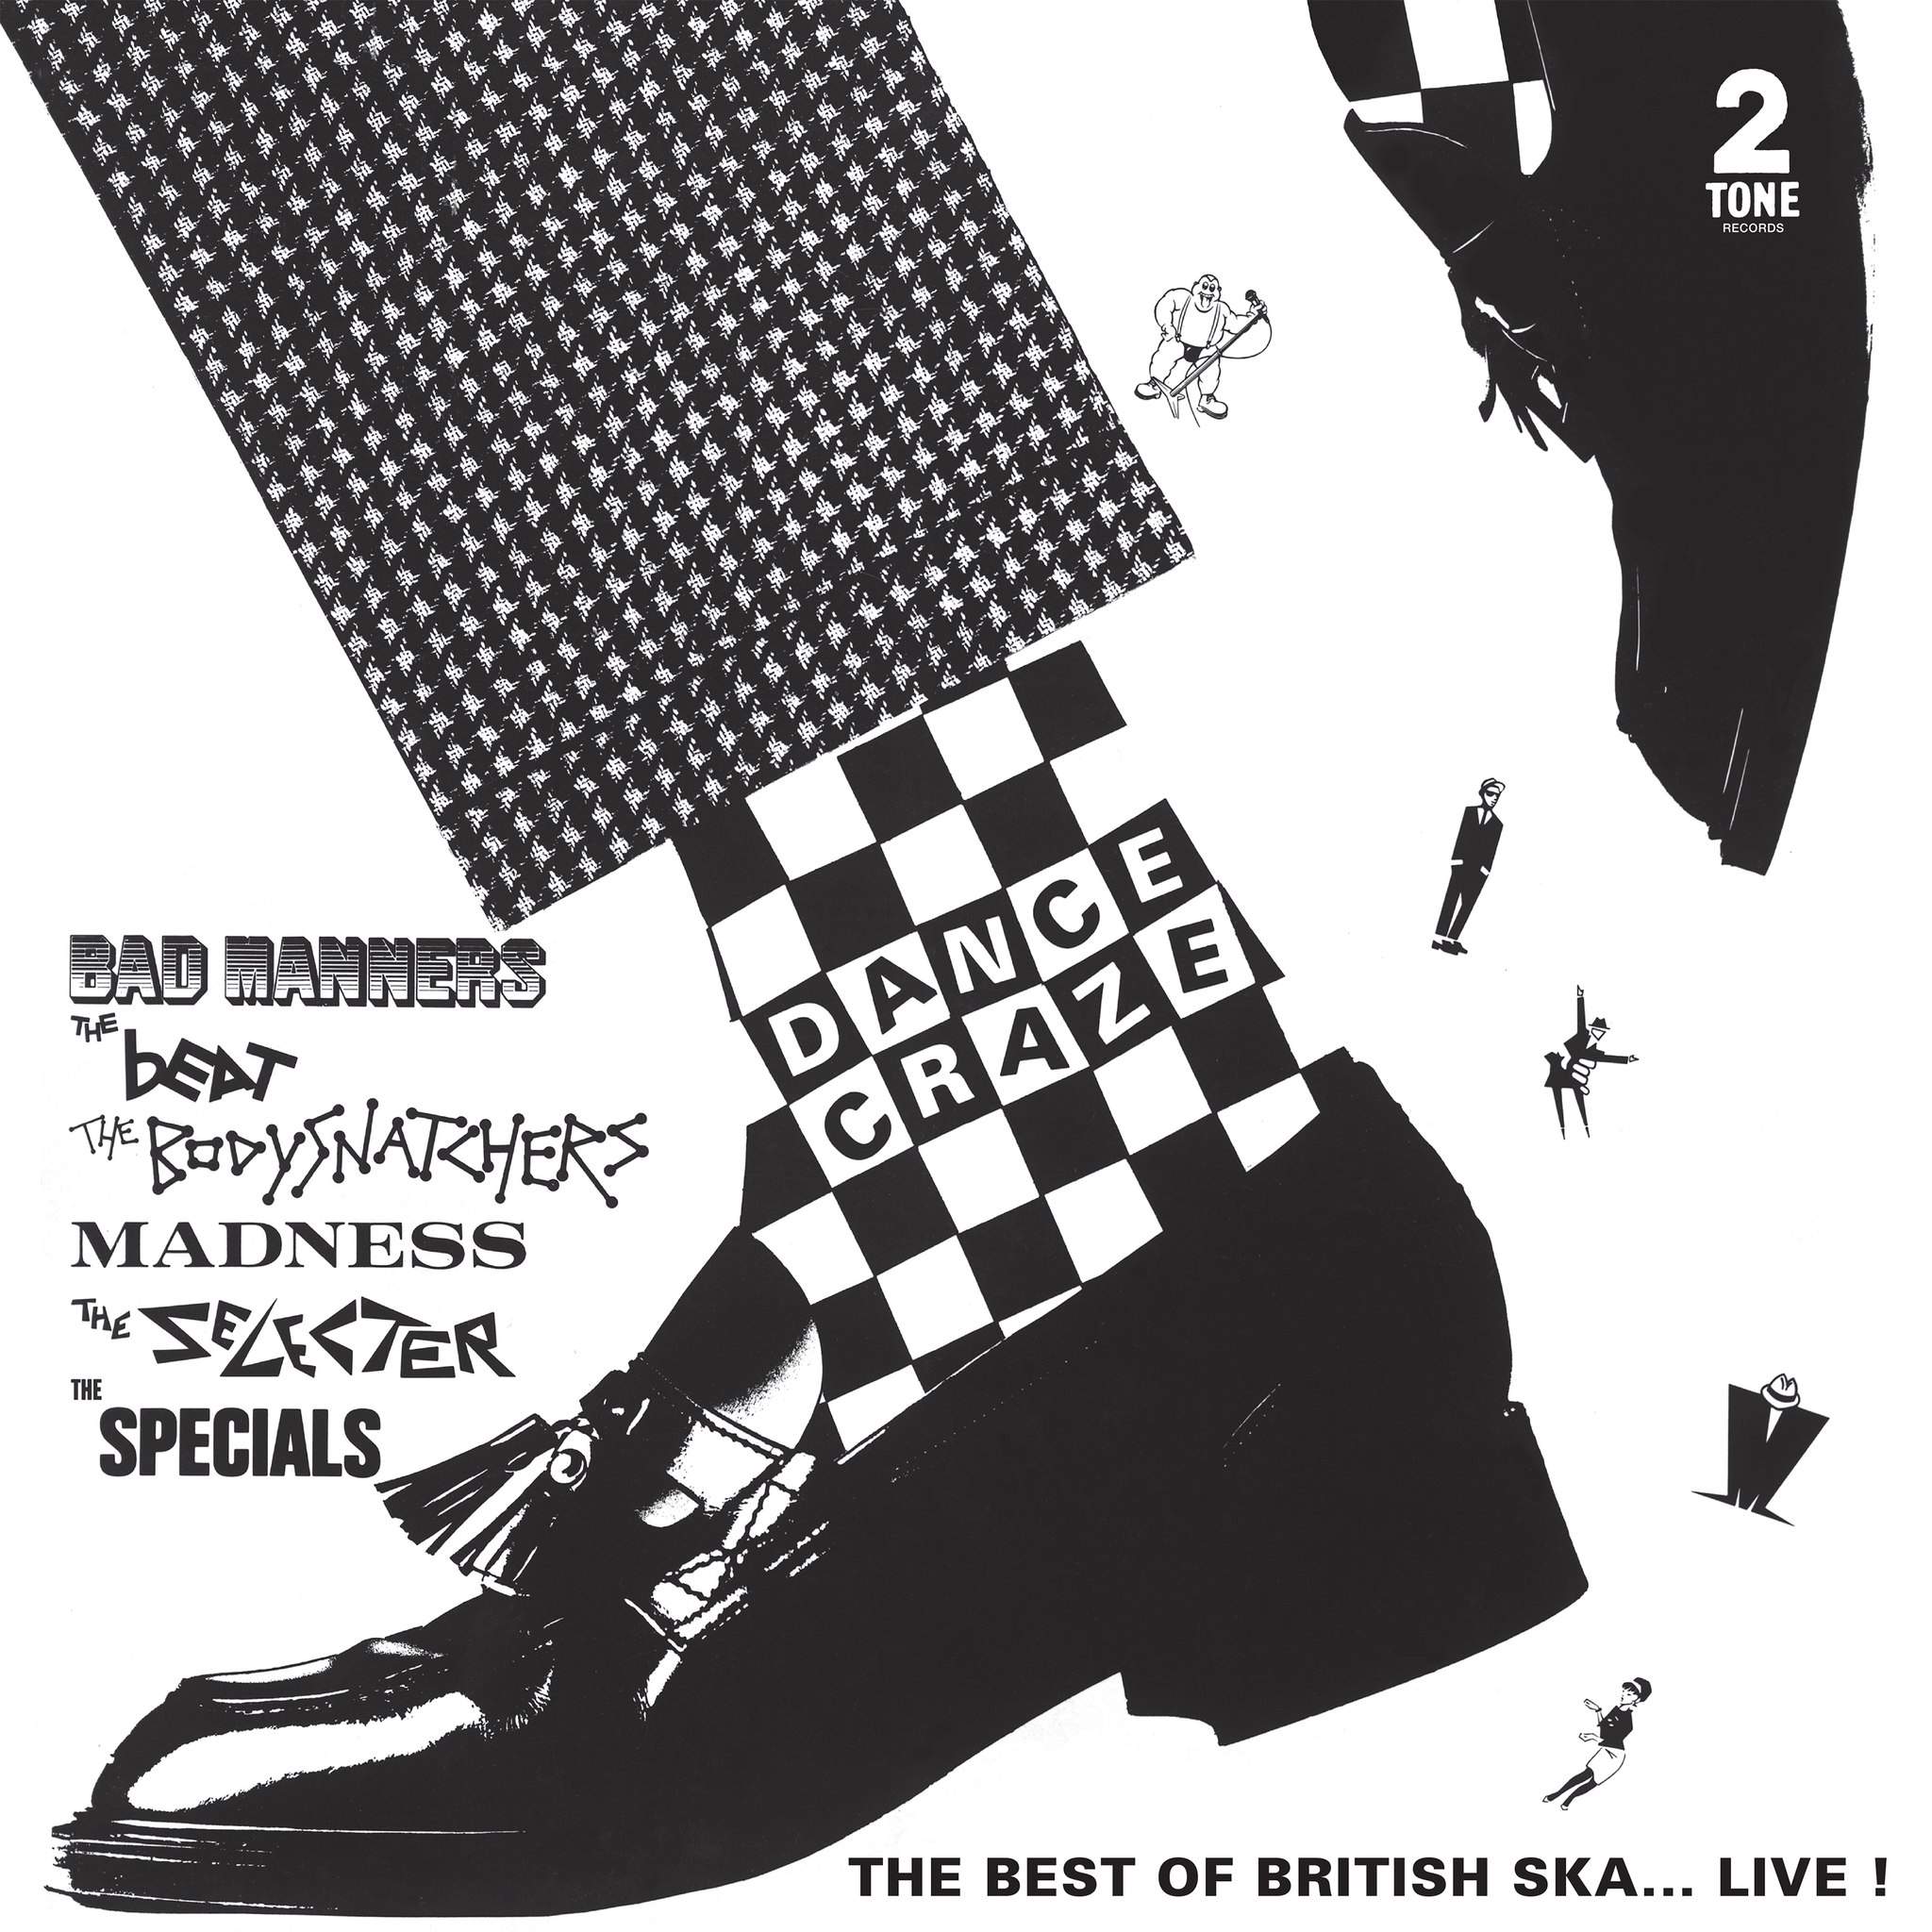 2
TONE
RECORDS
DANCE
CRAZE
BAD MANNERS
THE
bEAT
THE BODYSNATCHERS
MADNESS
THE SELECTER
THE
SPECIALS
M
THE BEST OF BRITISH SKA... LIVE !